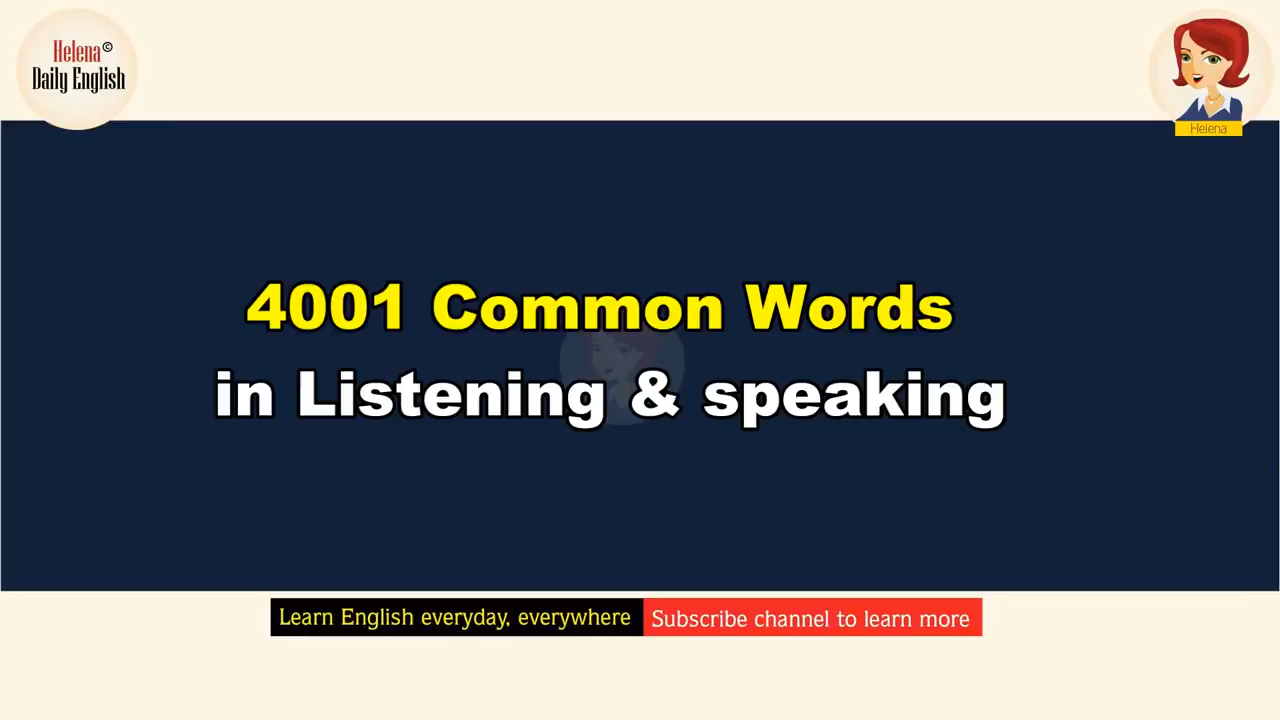 Helena©
Daily English
Helena
4001 Common Words
in Listening & speaking
Learn English everyday, everywhere
Subscribe channel to learn more